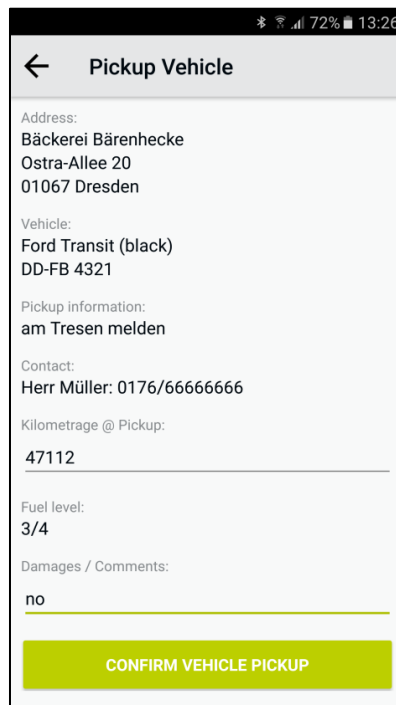 72% 13:26
Pickup Vehicle
Address:
Bäckerei Bärenhecke
Ostra-Allee 20
01067 Dresden
Vehicle:
Ford Transit (black)
DD-FB 4321
Pickup information:
am Tresen melden
Contact:
Herr Müller: 0176/66666666
Kilometrage @ Pickup:
47112
Fuel level:
3/4
Damages / Comments:
no
CONFIRM VEHICLE PICKUP